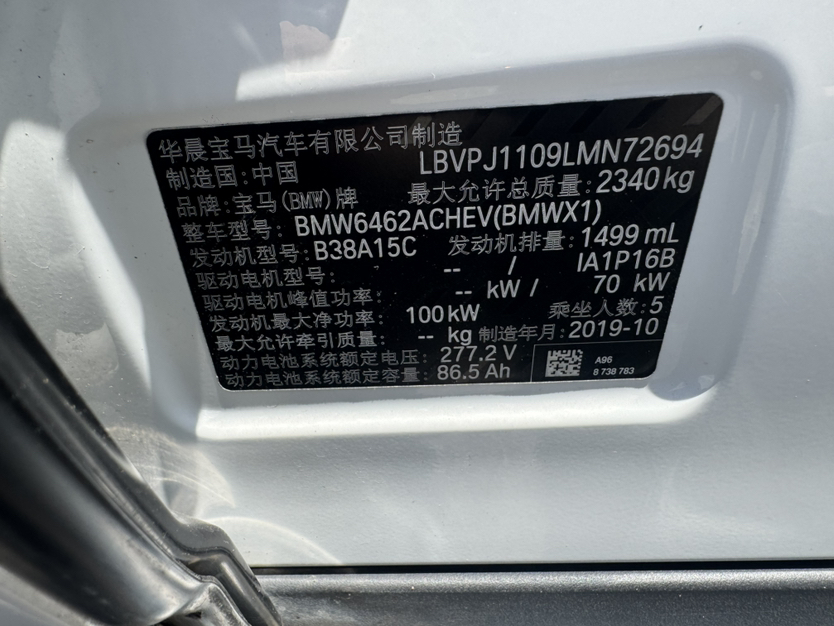 华晨宝马汽车有限公司制造
制造国:中国 LBVPJ1109LMN72694
品牌:宝马(BMW)牌 最大允许总质量:2340kg
整车型号: BMW6462ACHEV(BMWX1)
发动机型号: B38A15C 发动机排量:1499 mL
驱动电机型号: -- / IA1P16B
驱动电机峰值功率: -- kW / 70 kW
发动机最大净功率: 100kW 乘坐人数:5
最大允许牵引质量: -- kg 制造年月:2019-10
动力电池系统额定电压: 277.2 V
动力电池系统额定容量: 86.5 Ah
A96
8 738 783